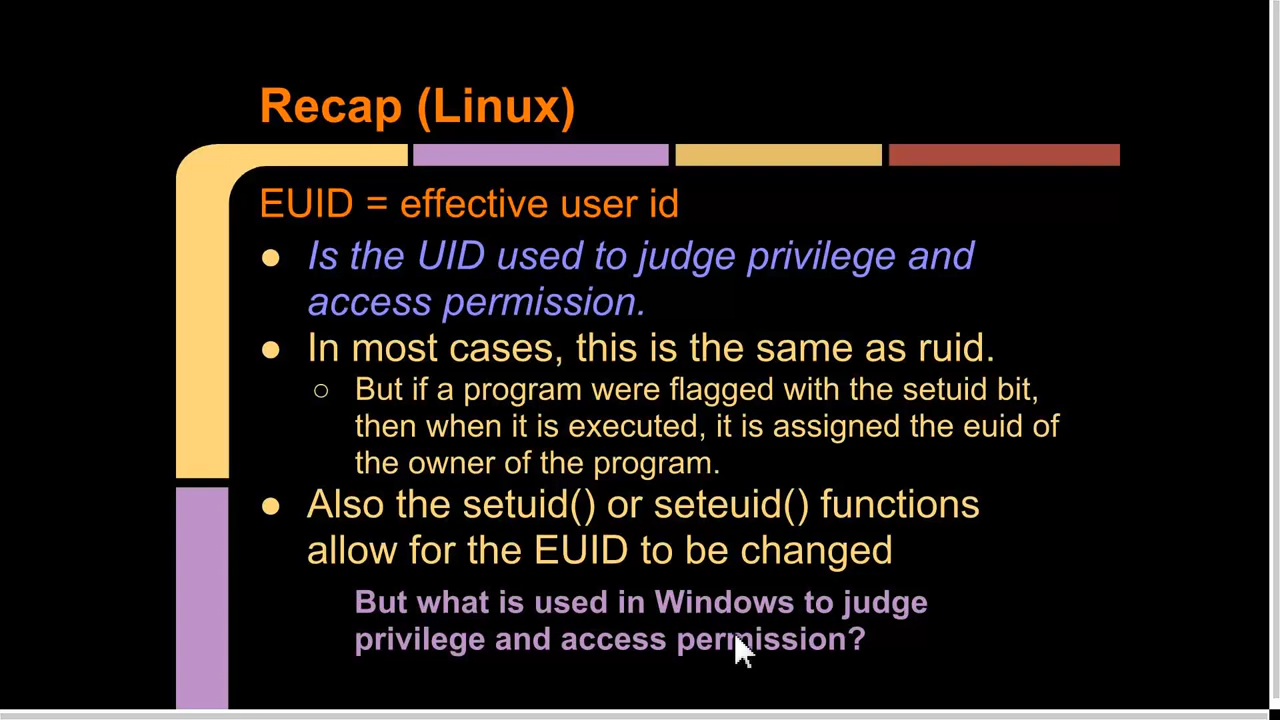 Recap (Linux)
EUID = effective user id
● Is the UID used to judge privilege and
access permission.
● In most cases, this is the same as ruid.
○ But if a program were flagged with the setuid bit,
then when it is executed, it is assigned the euid of
the owner of the program.
● Also the setuid() or seteuid() functions
allow for the EUID to be changed
But what is used in Windows to judge
privilege and access permission?